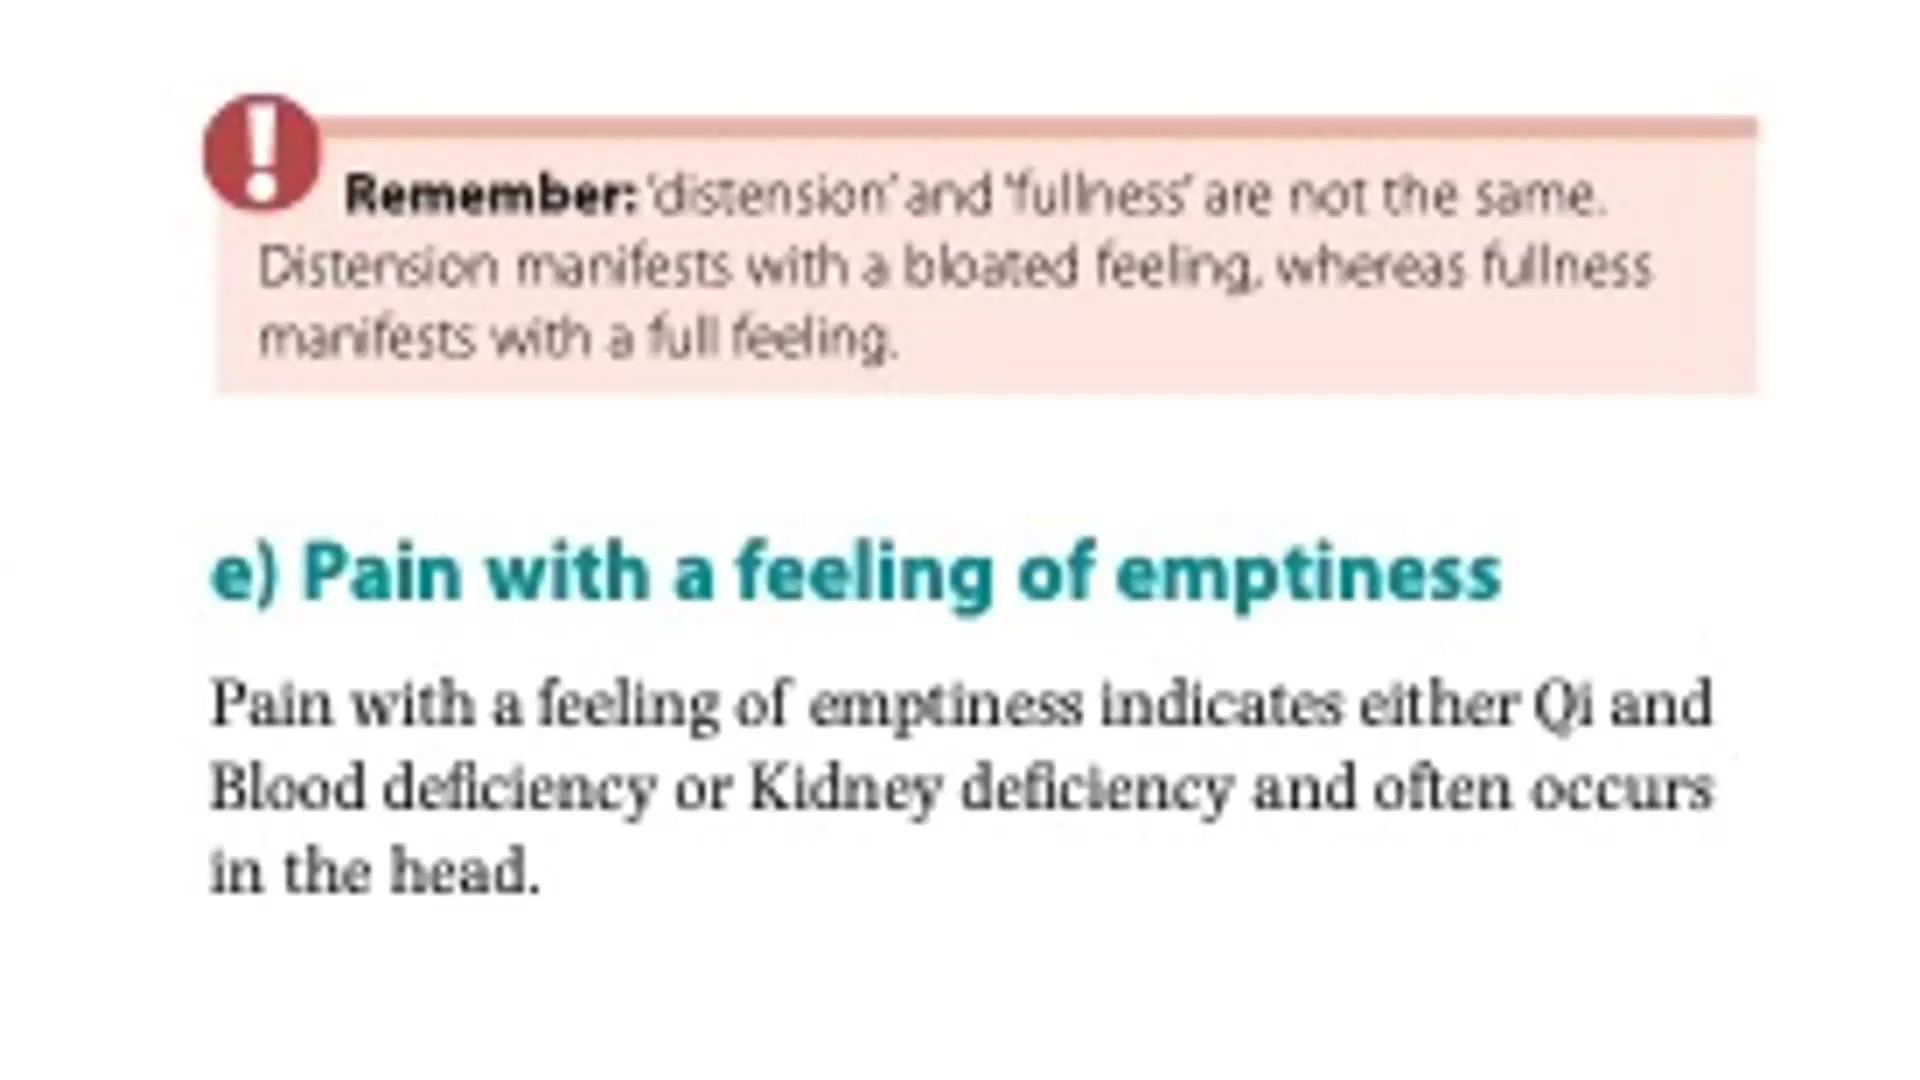 !
Remember: 'distension' and 'fullness' are not the same.
Distension manifests with a bloated feeling, whereas fullness
manifests with a full feeling.
e) Pain with a feeling of emptiness
Pain with a feeling of emptiness indicates either Qi and
Blood deficiency or Kidney deficiency and often occurs
in the head.